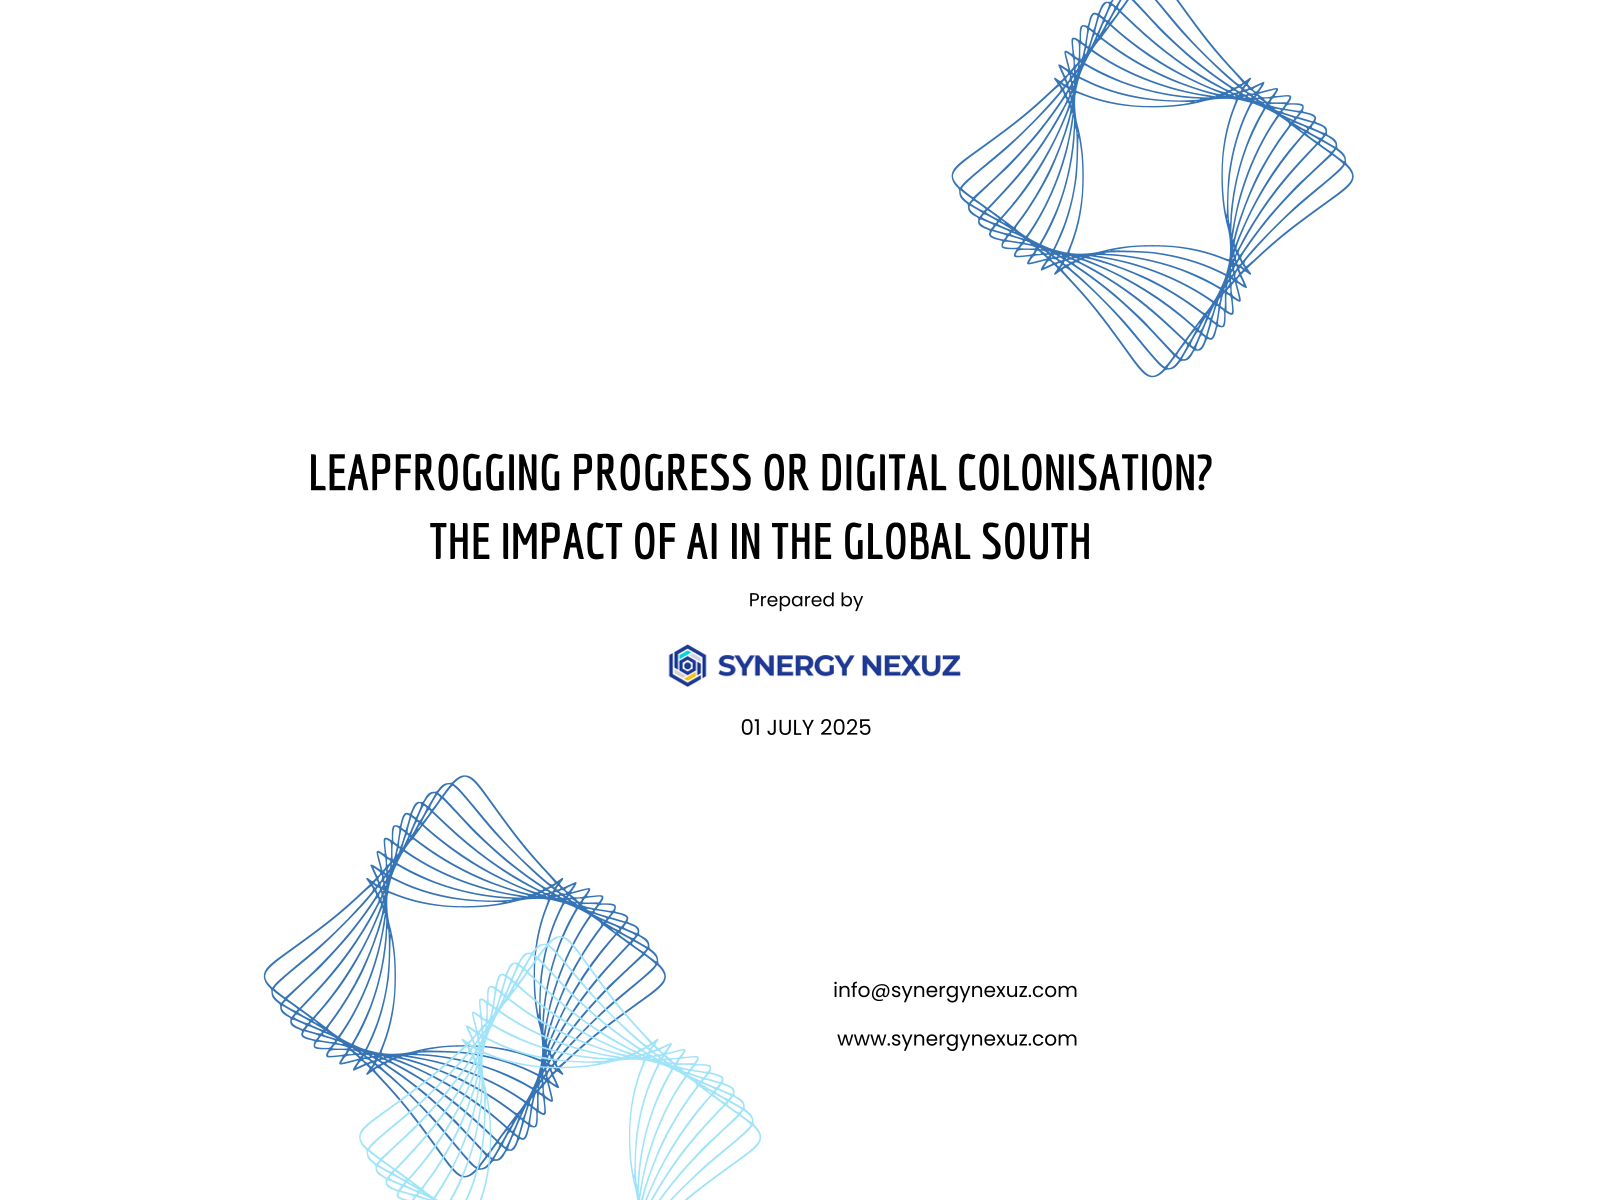 LEAPFROGGING PROGRESS OR DIGITAL COLONISATION?
THE IMPACT OF AI IN THE GLOBAL SOUTH
Prepared by
SYNERGY NEXUZ
01 JULY 2025
info@synergynexuz.com
www.synergynexuz.com